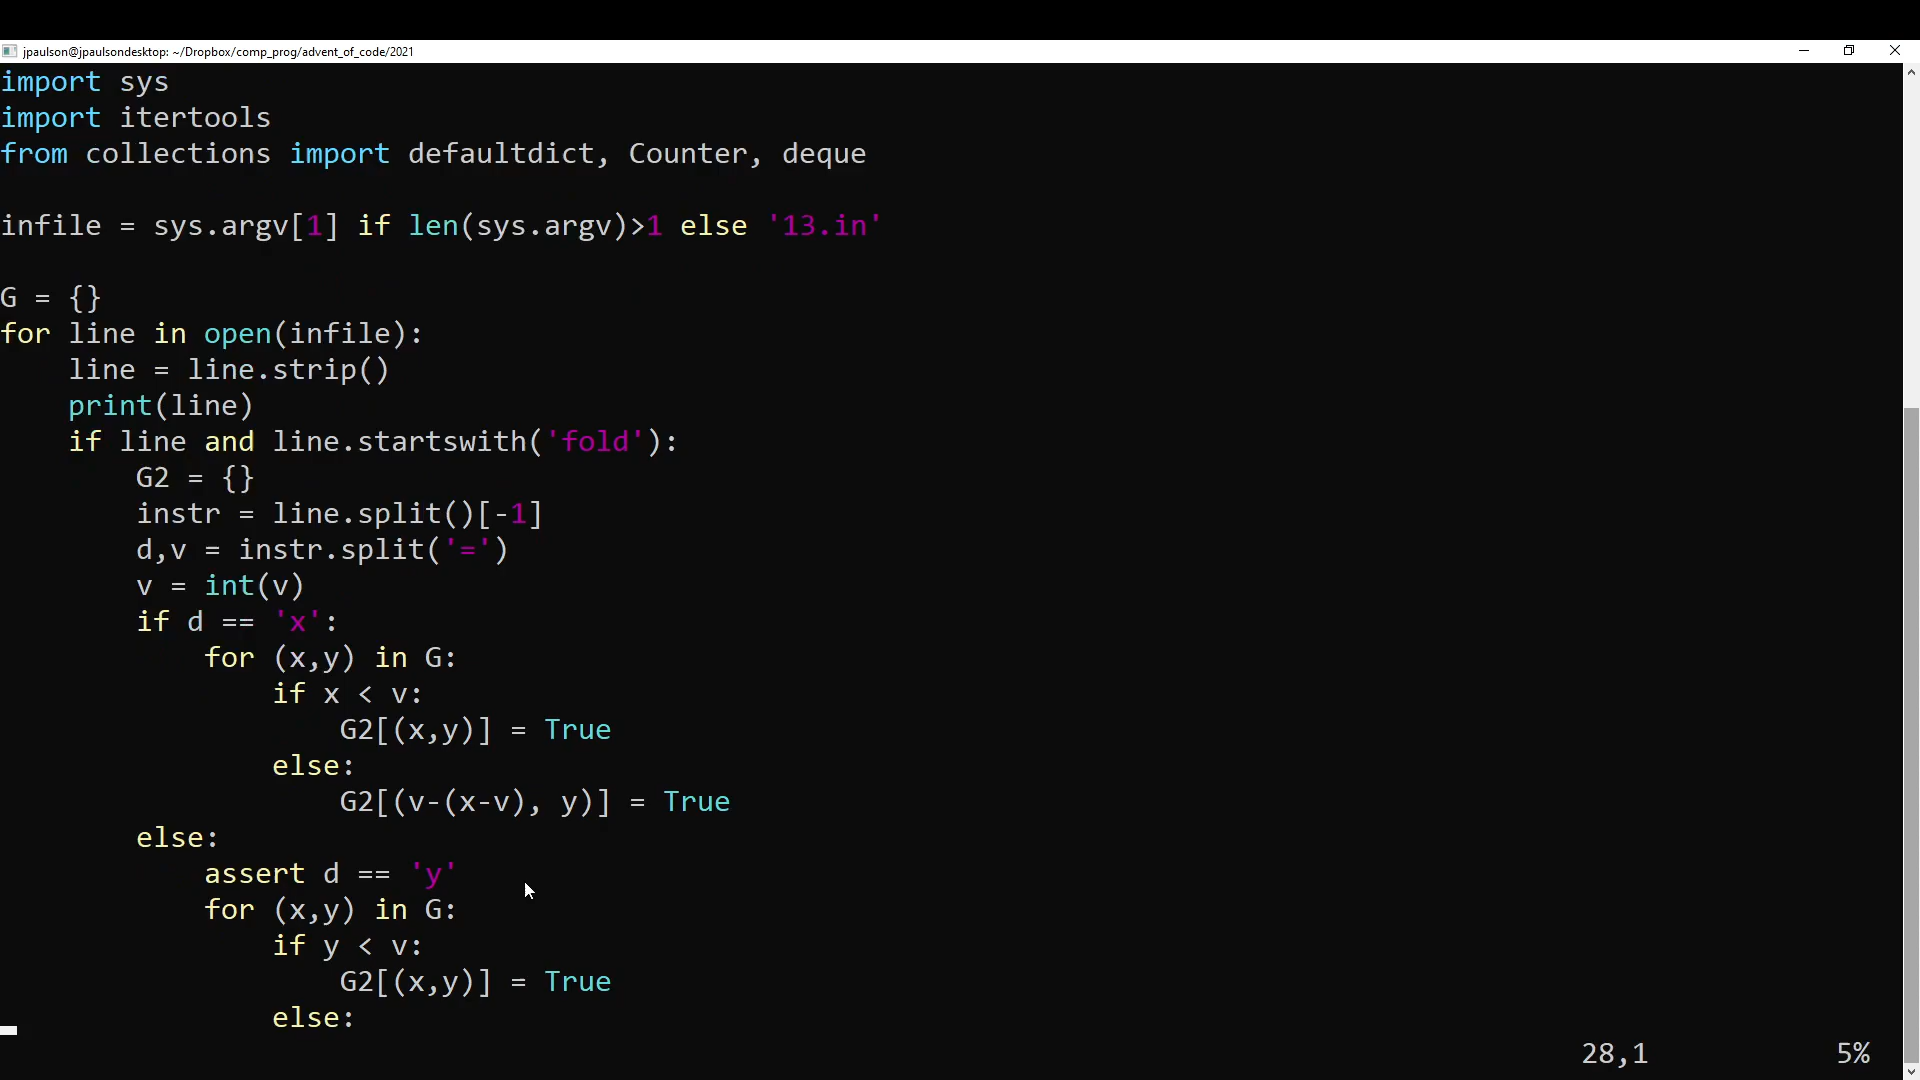 jpaulson@jpaulsondesktop: ~/Dropbox/comp_prog/advent_of_code/2021
import sys
import itertools
from collections import defaultdict, Counter, deque

infile = sys.argv[1] if len(sys.argv)>1 else '13.in'

G = {}
for line in open(infile):
    line = line.strip()
    print(line)
    if line and line.startswith('fold'):
        G2 = {}
        instr = line.split()[-1]
        d,v = instr.split('=')
        v = int(v)
        if d == 'x':
            for (x,y) in G:
                if x < v:
                    G2[(x,y)] = True
                else:
                    G2[(v-(x-v), y)] = True
        else:
            assert d == 'y'
            for (x,y) in G:
                if y < v:
                    G2[(x,y)] = True
                else:
28,1 5%